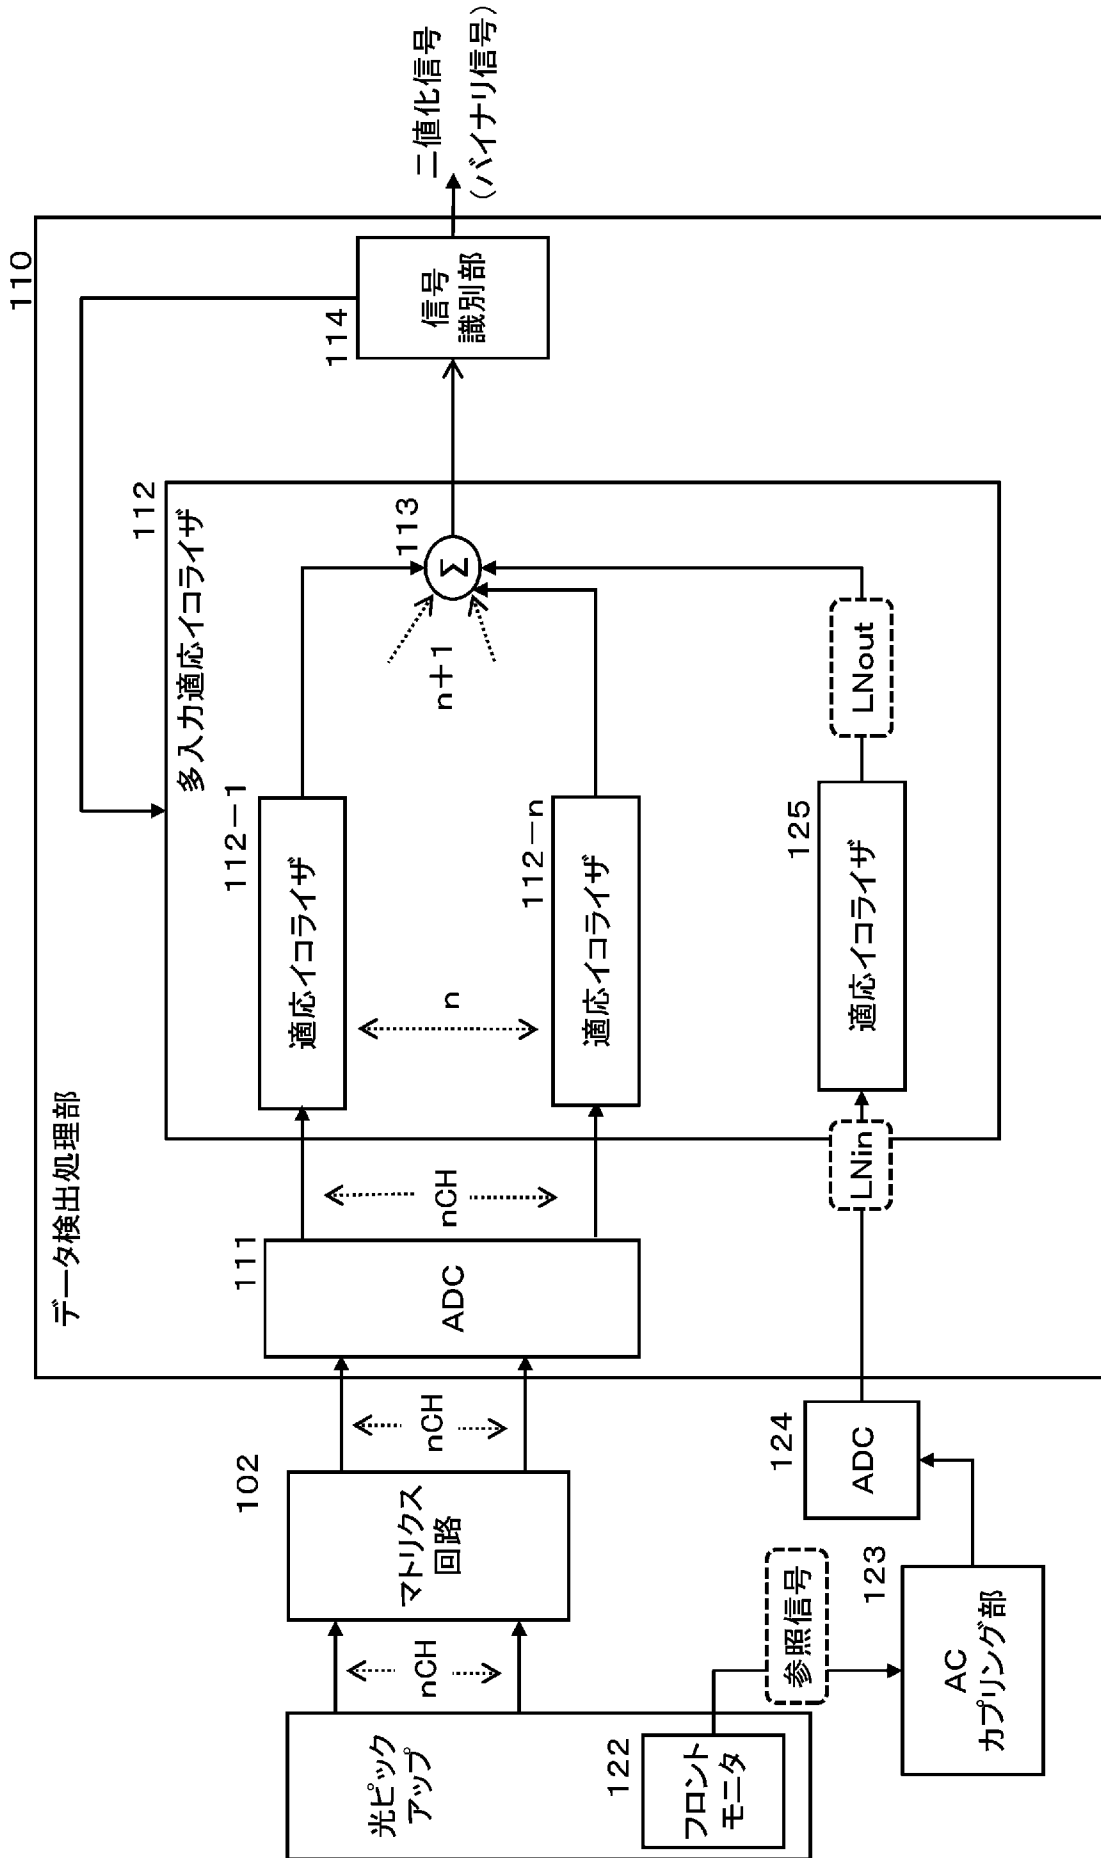 110
データ検出処理部
112
多入力適応イコライザ
光ピック
アップ
nCH
102
マトリクス
回路
nCH
111
ADC
nCH
112－1
適応イコライザ
n
112－n
適応イコライザ
n＋1
113
Σ
114
信号
識別部
二値化信号
（バイナリ信号）
122
フロント
モニタ
参照信号
123
AC
カプリング部
124
ADC
LNin
125
適応イコライザ
LNout